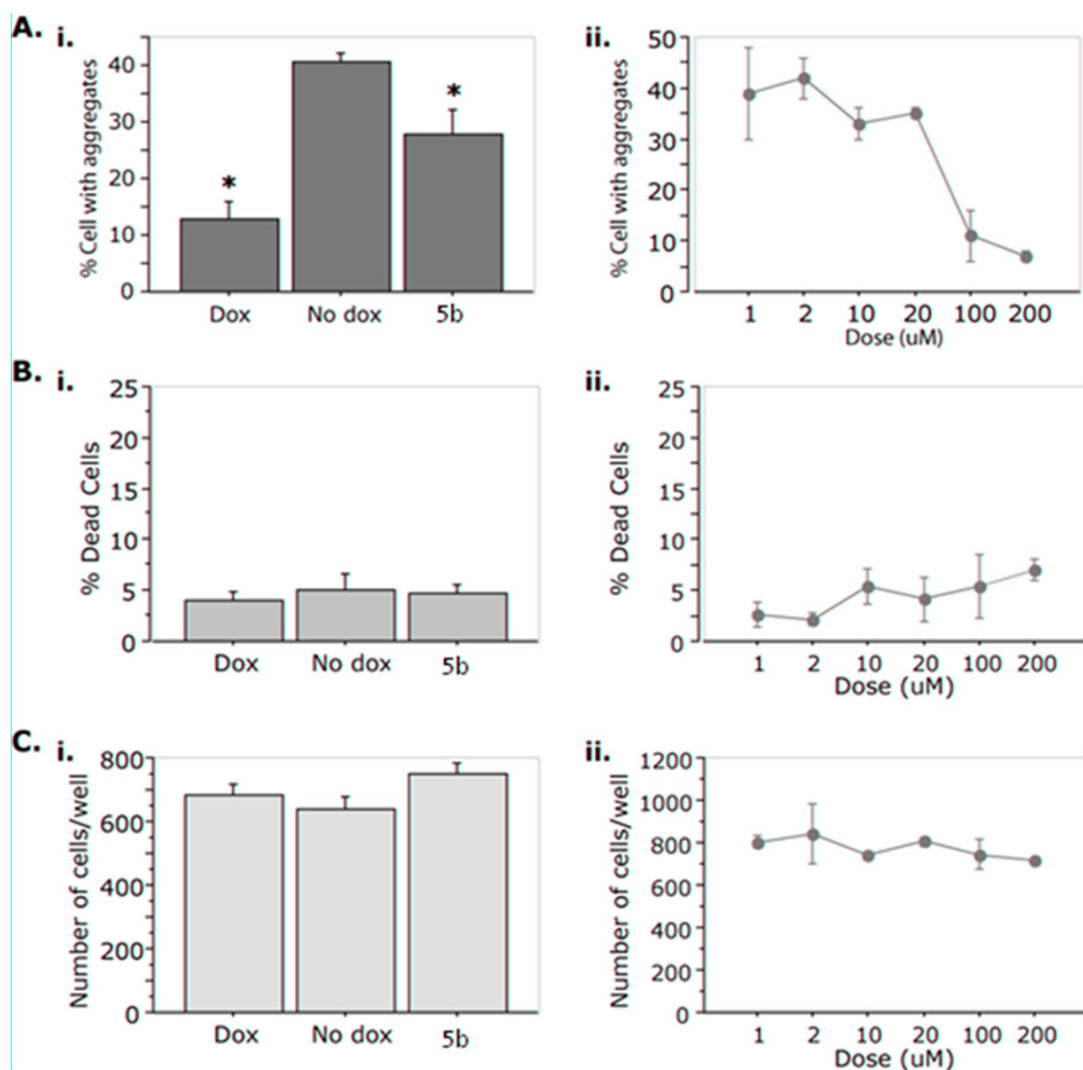 A.
i.
% Cell with aggregates
40
30
20
10
0
*
*
Dox No dox 5b
ii.
% Cell with aggregates
50
40
30
20
10
0
1 2 10 20 100 200
Dose (uM)
B.
i.
% Dead Cells
25
20
15
10
5
0
Dox No dox 5b
ii.
% Dead Cells
25
20
15
10
5
0
1 2 10 20 100 200
Dose (uM)
C.
i.
Number of cells/well
800
600
400
200
0
Dox No dox 5b
ii.
Number of cells/well
1200
1000
800
600
400
200
0
1 2 10 20 100 200
Dose (uM)